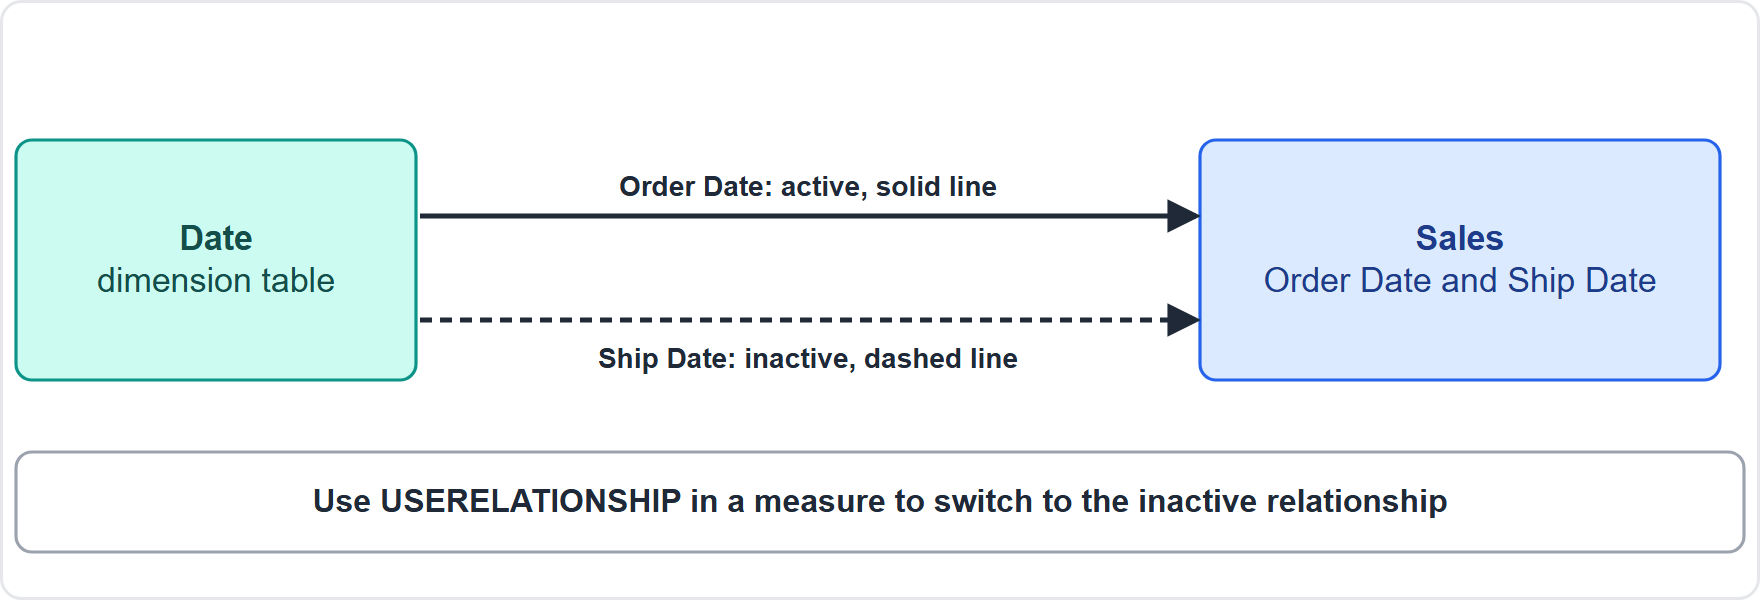 Date
dimension table
Order Date: active, solid line
Ship Date: inactive, dashed line
Sales
Order Date and Ship Date
Use USERELATIONSHIP in a measure to switch to the inactive relationship